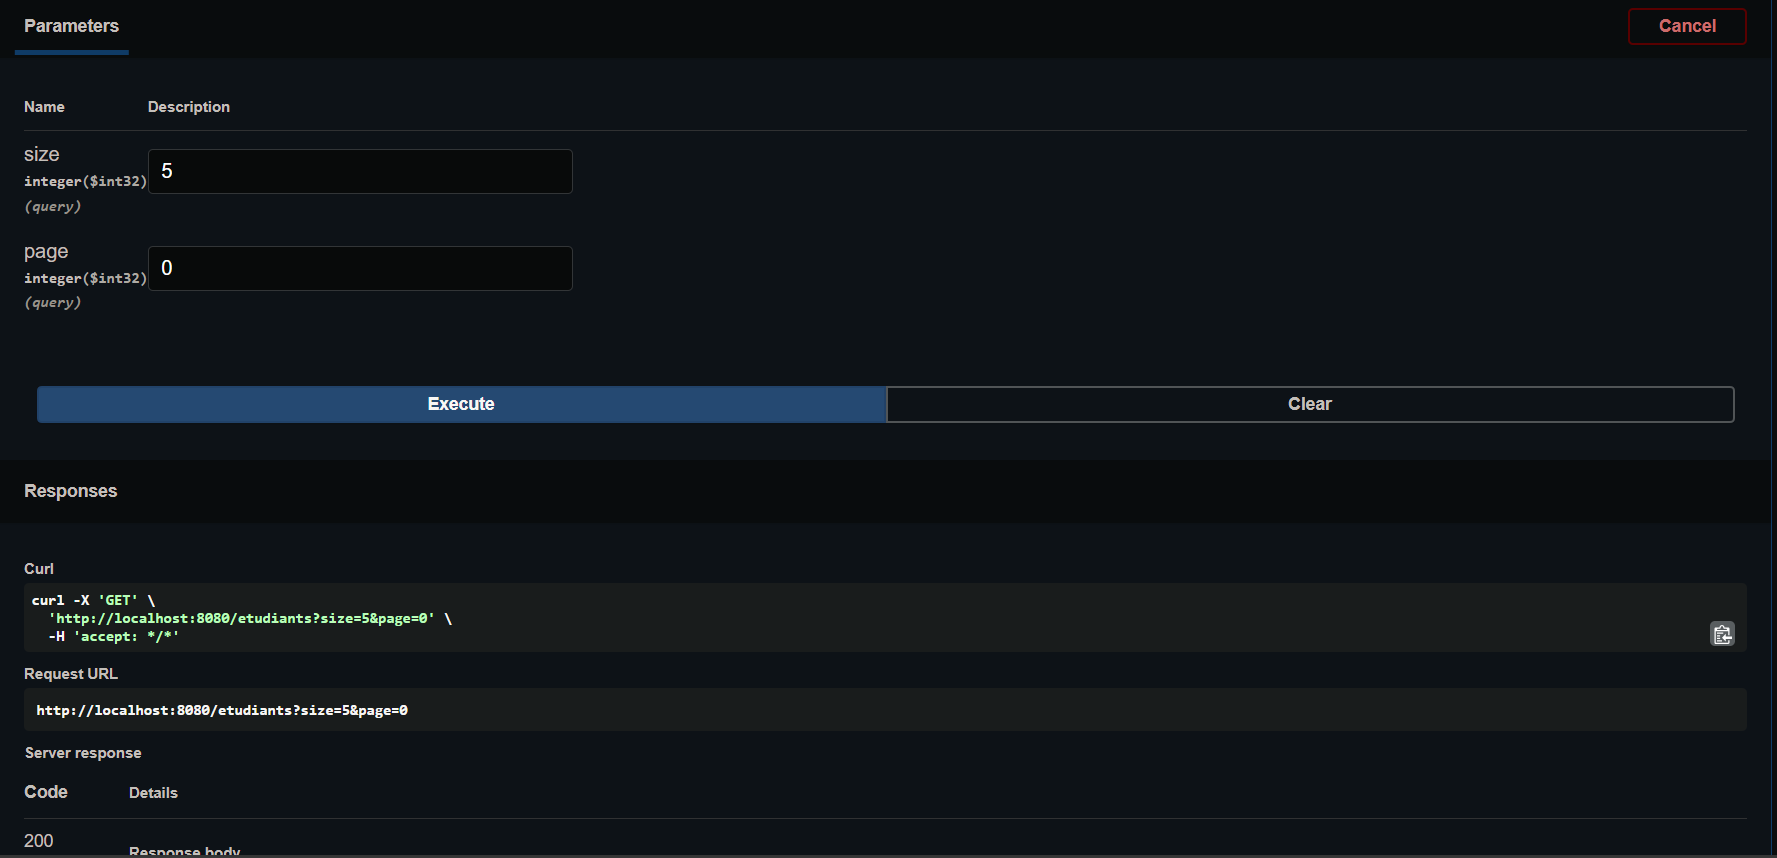 Parameters
Cancel
Name Description
size
integer($int32)
(query)
5
page
integer($int32)
(query)
0
Execute
Clear
Responses
Curl
curl -X 'GET' \
'http://localhost:8080/etudiants?size=5&page=0' \
-H 'accept: */*'
Request URL
http://localhost:8080/etudiants?size=5&page=0
Server response
Code Details
200
Response body